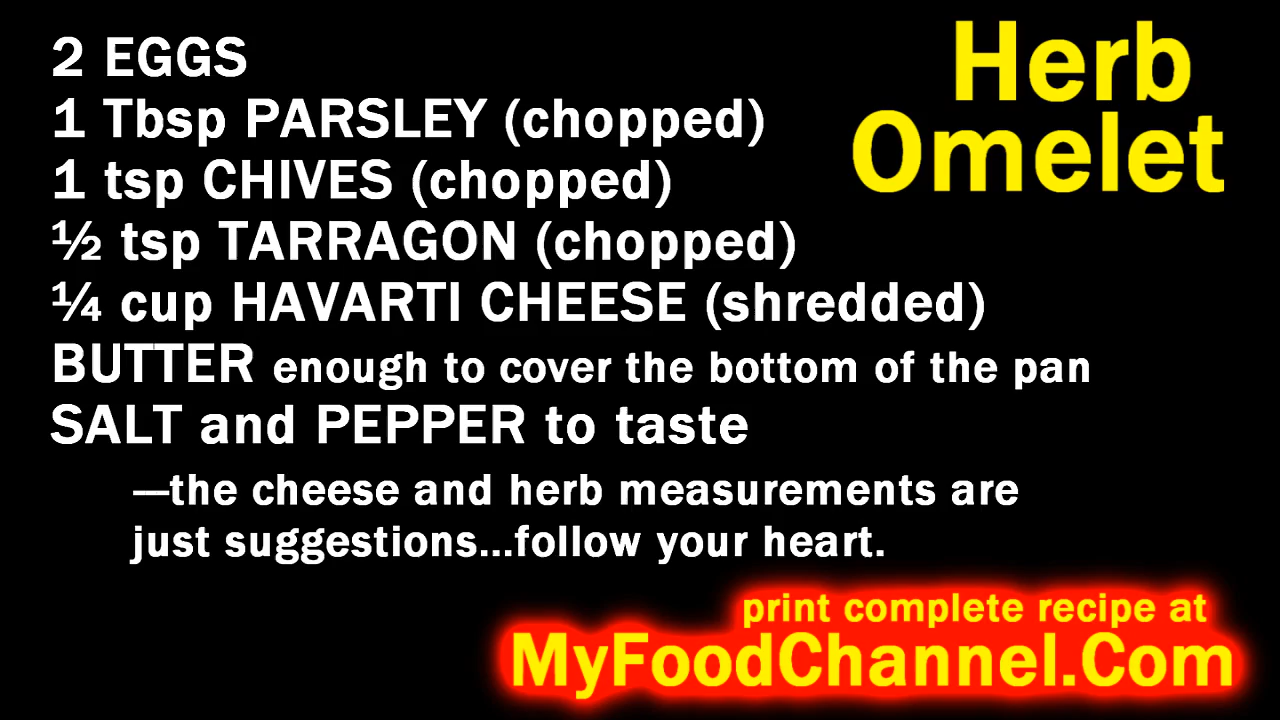 2 EGGS
1 Tbsp PARSLEY (chopped)
1 tsp CHIVES (chopped)
½ tsp TARRAGON (chopped)
¼ cup HAVARTI CHEESE (shredded)
BUTTER enough to cover the bottom of the pan
SALT and PEPPER to taste
—the cheese and herb measurements are
just suggestions...follow your heart.
Herb
Omelet
print complete recipe at
MyFoodChannel.Com